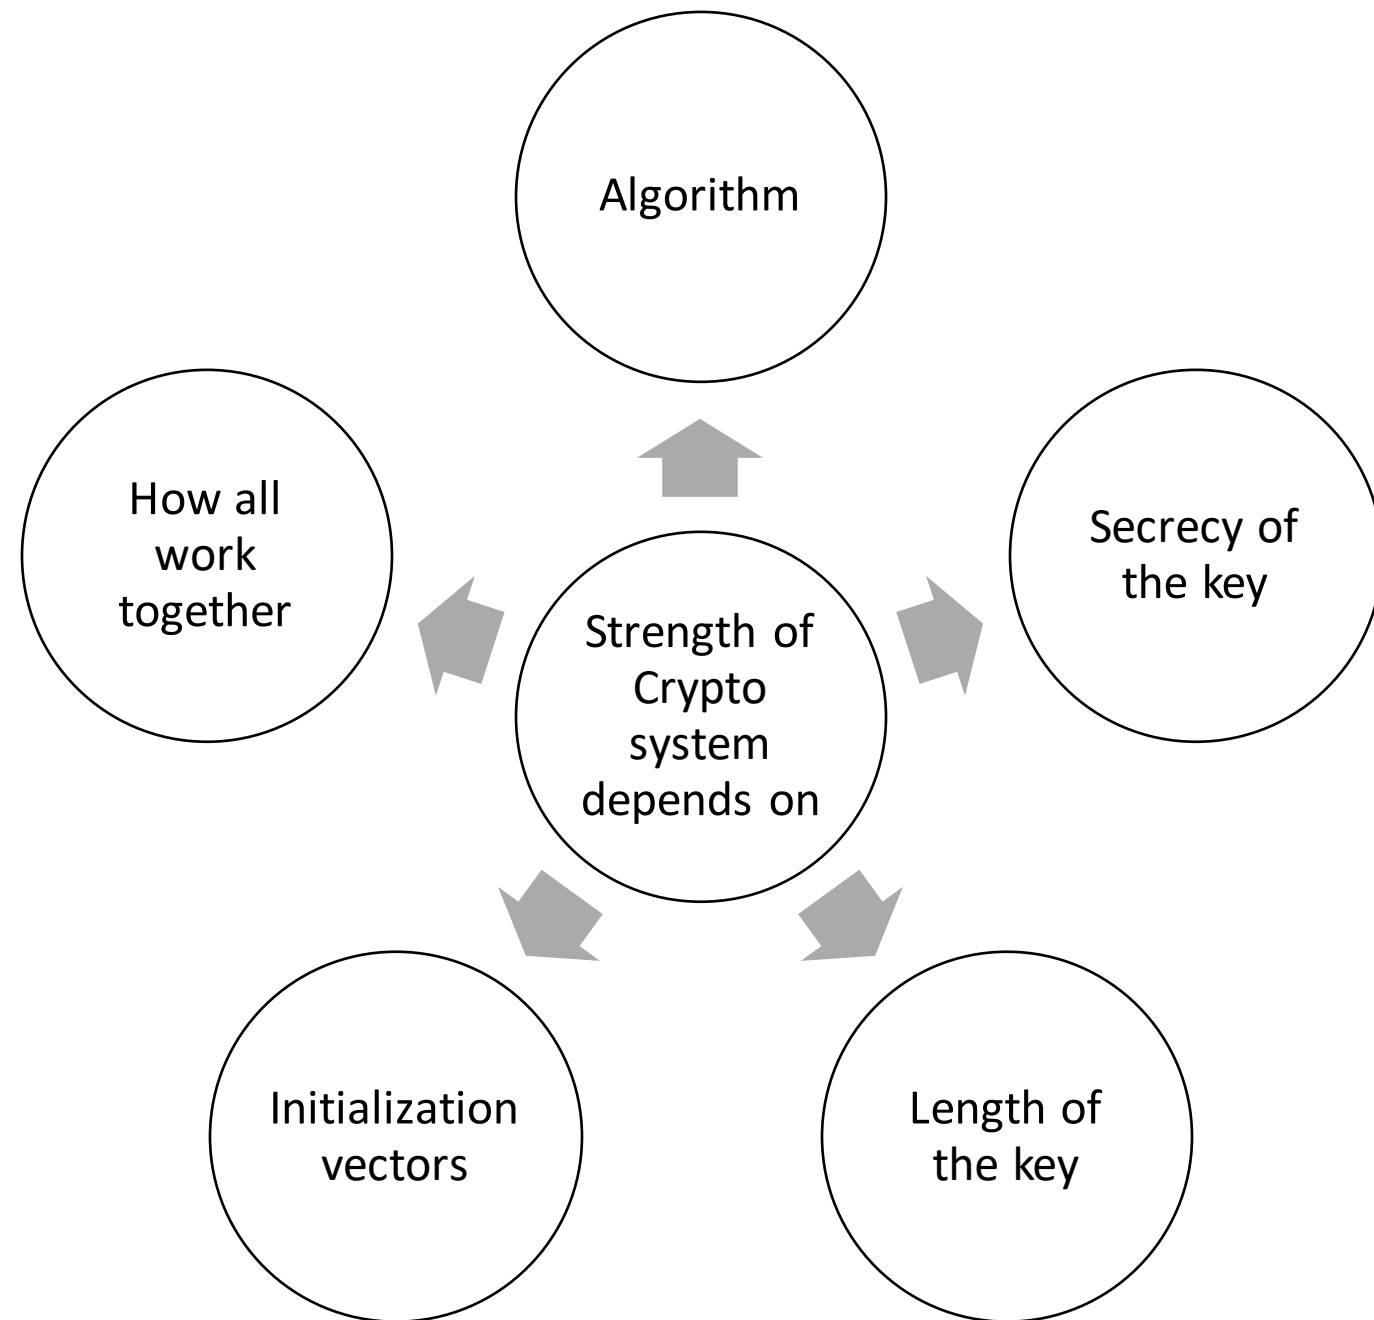 Algorithm
How all
work
together
Secrecy of
the key
Strength of
Crypto
system
depends on
Initialization
vectors
Length of
the key